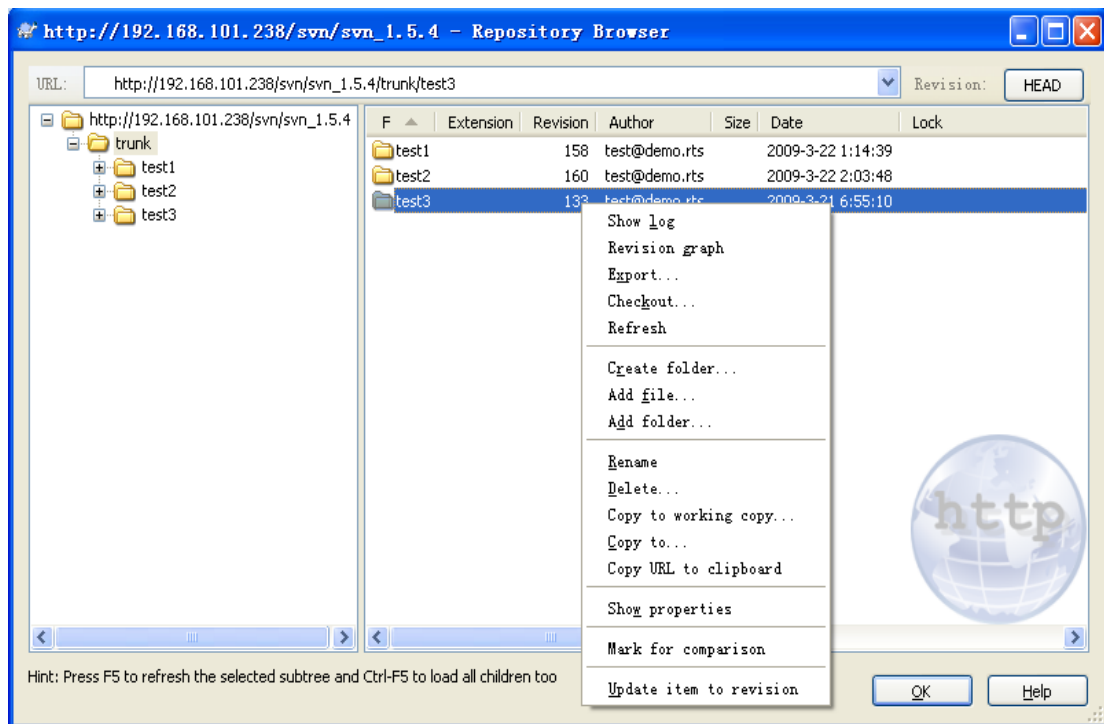 http://192.168.101.238/svn/svn_1.5.4 - Repository Browser
URL: http://192.168.101.238/svn/svn_1.5.4/trunk/test3 Revision: HEAD
http://192.168.101.238/svn/svn_1.5.4
trunk
test1
test2
test3
F Extension Revision Author Size Date Lock
test1 158 test@demo.rts 2009-3-22 1:14:39
test2 160 test@demo.rts 2009-3-22 2:03:48
test3 133 test@demo.rts 2009-3-21 6:55:10
Show log
Revision graph
Export...
Checkout...
Refresh
Create folder...
Add file...
Add folder...
Rename
Delete...
Copy to working copy...
Copy to...
Copy URL to clipboard
Show properties
Mark for comparison
Update item to revision
http
Hint: Press F5 to refresh the selected subtree and Ctrl-F5 to load all children too
OK Help